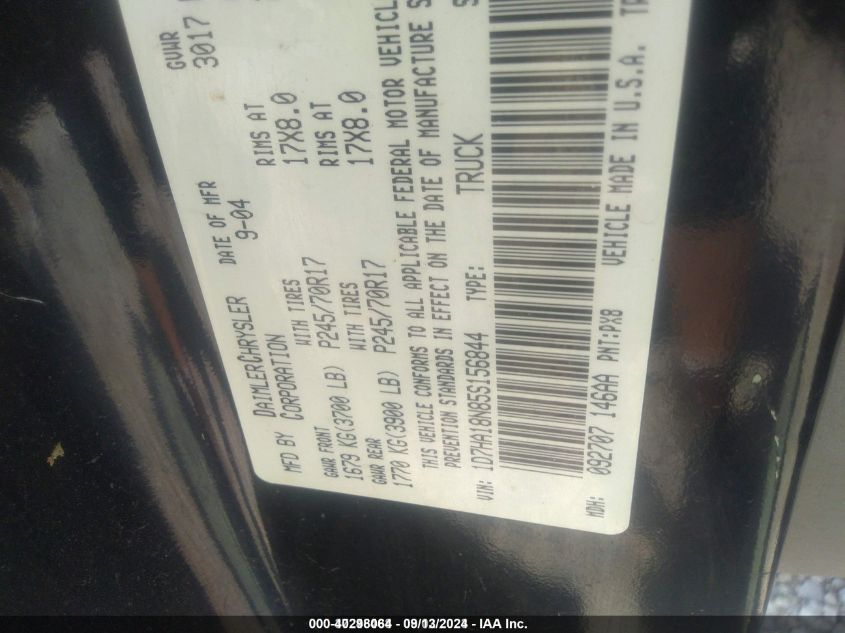 MFD BY DAIMLERCHRYSLER CORPORATION
DATE OF MFR 9-04
GVWR 3017
GAWR FRONT WITH TIRES RIMS AT
1679 KG(3700 LB) P245/70R17 17X8.0
GAWR REAR WITH TIRES RIMS AT
1770 KG(3900 LB) P245/70R17 17X8.0
THIS VEHICLE CONFORMS TO ALL APPLICABLE FEDERAL MOTOR VEHICL
PREVENTION STANDARDS IN EFFECT ON THE DATE OF MANUFACTURE S
VIN: 1D7HA18N85S156844 TYPE: TRUCK
MDH: 092707 146AA PNT:PX8 VEHICLE MADE IN U.S.A.
09/13/2024 - IAA Inc.